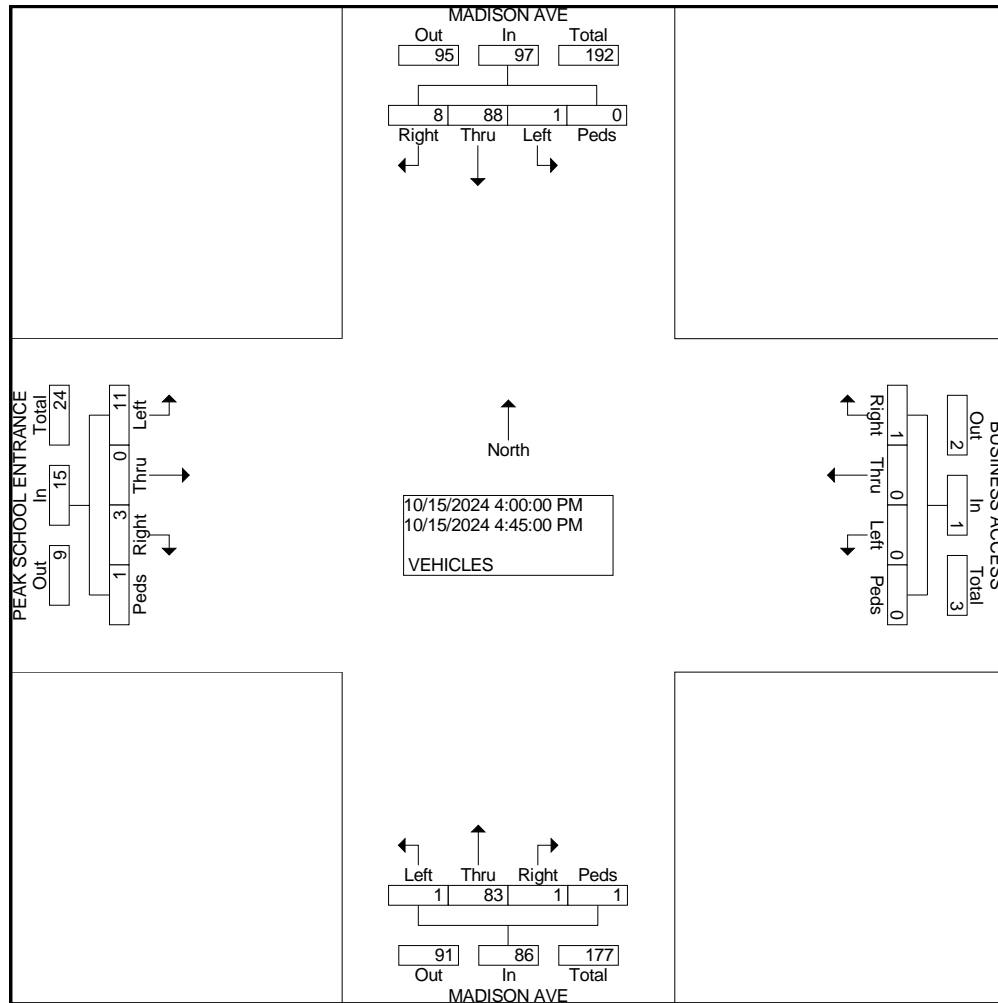 MADISON AVE
Out In Total
95 97 192
8 88 1 0
Right Thru Left Peds
PEAK SCHOOL ENTRANCE
Total In Out
24 15 9
11 0 3 1
Left Thru Right Peds
North
10/15/2024 4:00:00 PM
10/15/2024 4:45:00 PM
VEHICLES
Right Thru Left Peds
1 0 0 0
Out In Total
2 1 3
BUSINESS ACCESS
Left Thru Right Peds
1 83 1 1
91 86 177
Out In Total
MADISON AVE